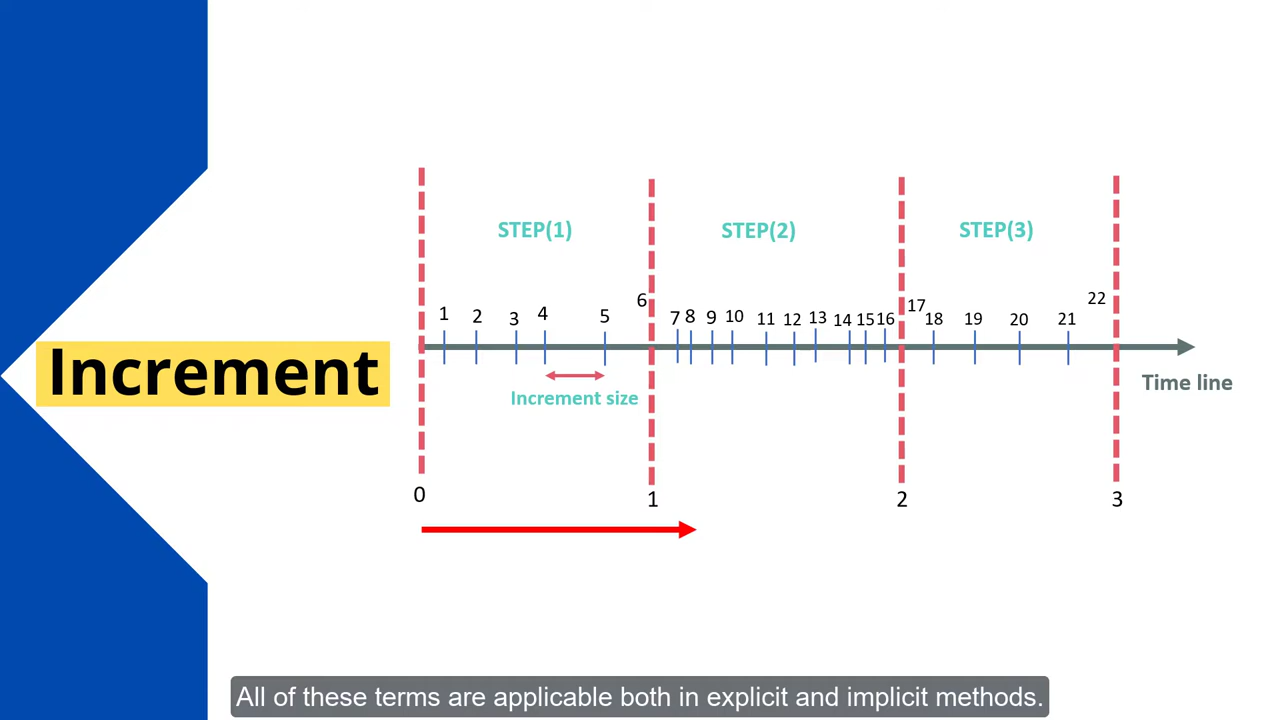 Increment
STEP(1) STEP(2) STEP(3)
1 2 3 4 5 6 7 8 9 10 11 12 13 14 15 16 17 18 19 20 21 22
Increment size
Time line
0 1 2 3
All of these terms are applicable both in explicit and implicit methods.